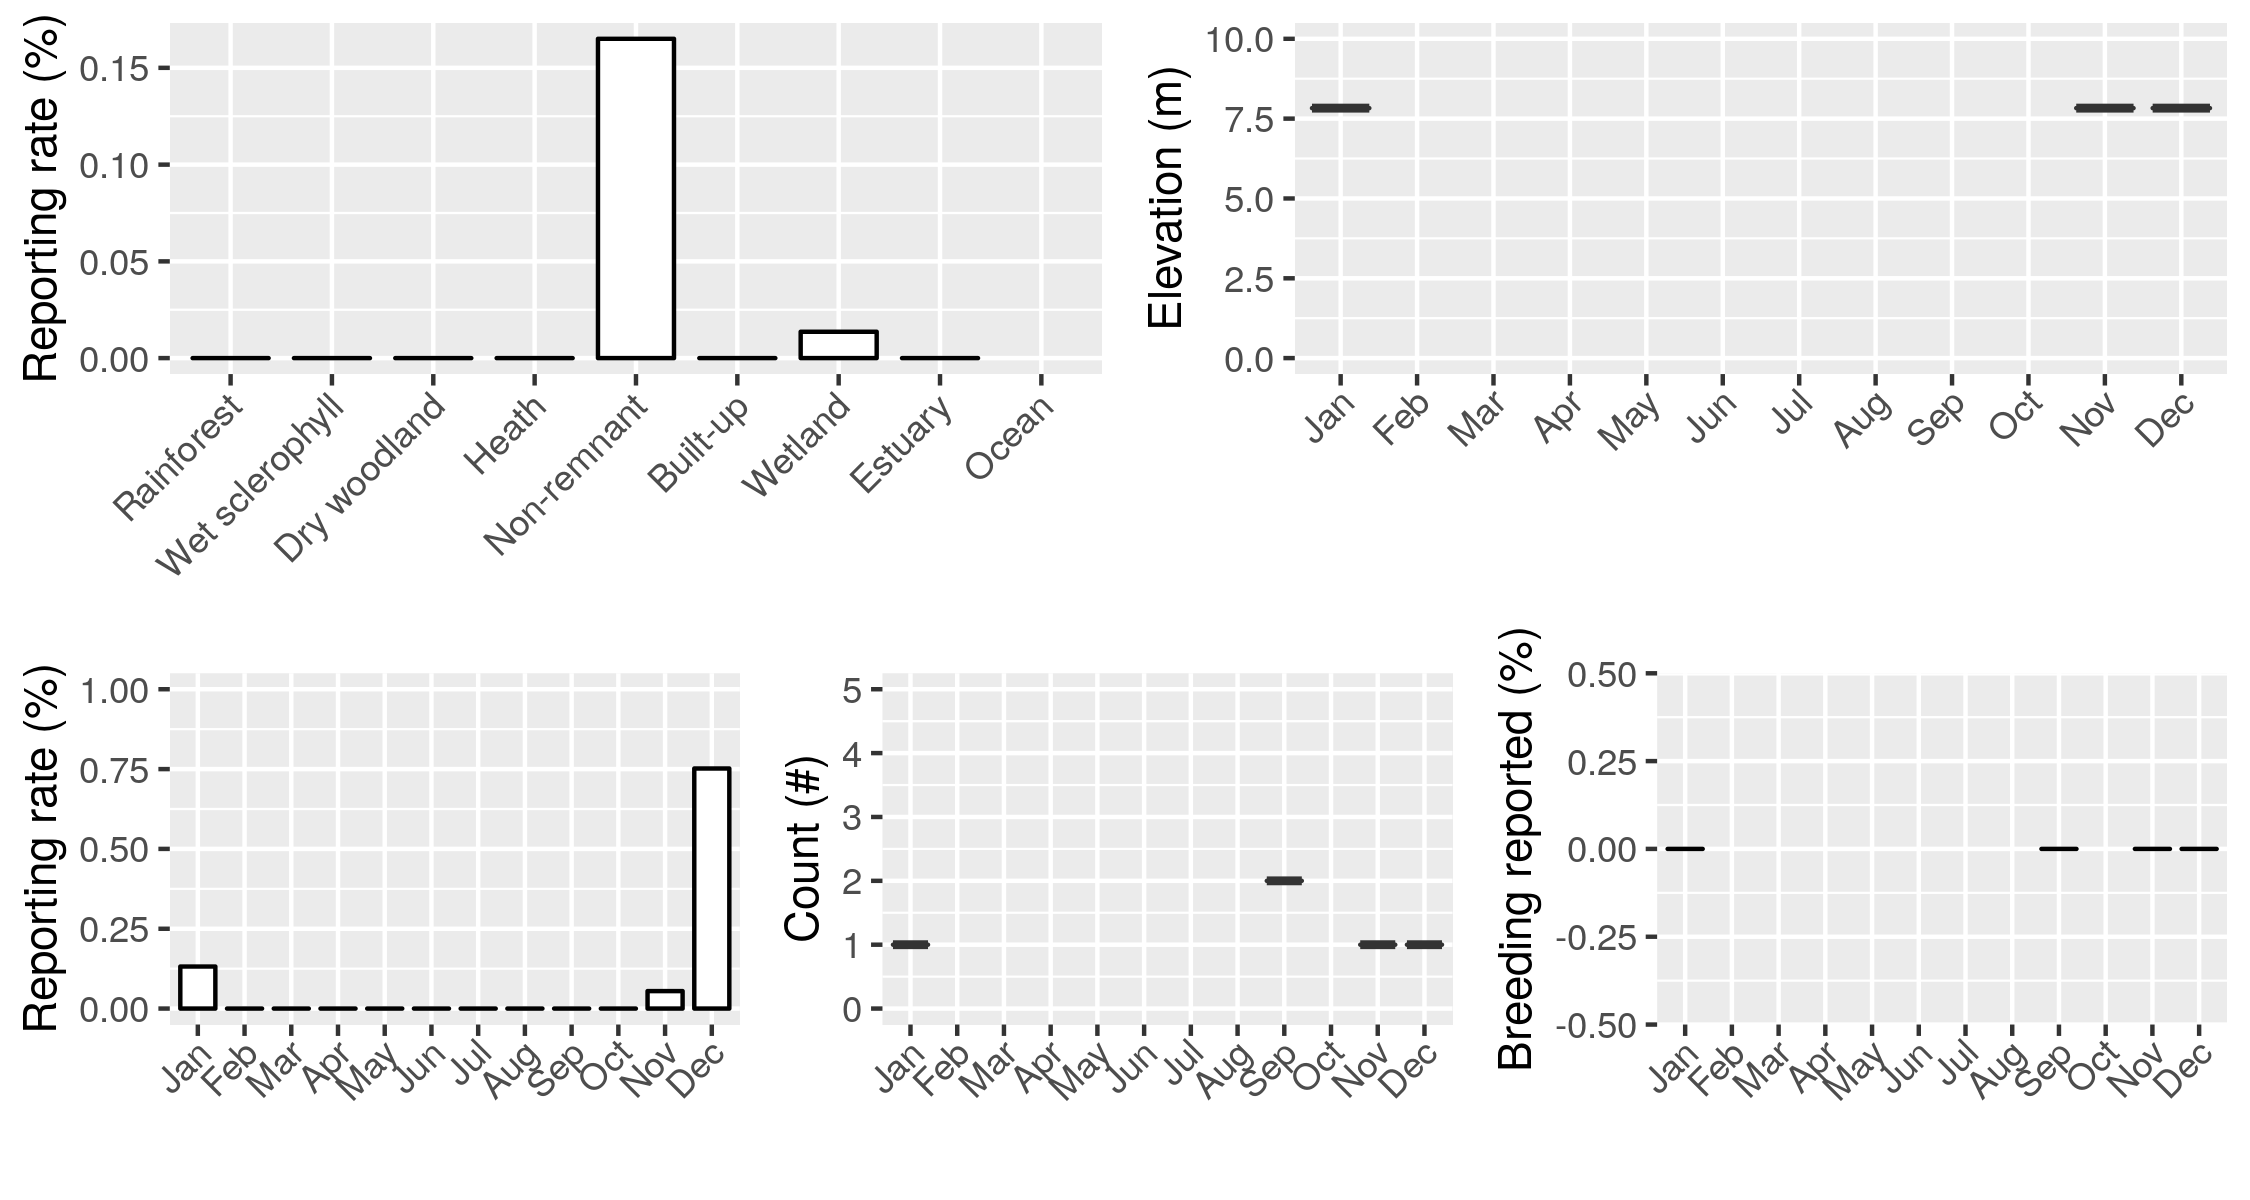 Reporting rate (%)
0.15
0.10
0.05
0.00
Rainforest
Wet sclerophyll
Dry woodland
Heath
Non-remnant
Built-up
Wetland
Estuary
Ocean
Elevation (m)
10.0
7.5
5.0
2.5
0.0
Jan
Feb
Mar
Apr
May
Jun
Jul
Aug
Sep
Oct
Nov
Dec
Reporting rate (%)
1.00
0.75
0.50
0.25
0.00
Jan
Feb
Mar
Apr
May
Jun
Jul
Aug
Sep
Oct
Nov
Dec
Count (#)
5
4
3
2
1
0
Jan
Feb
Mar
Apr
May
Jun
Jul
Aug
Sep
Oct
Nov
Dec
Breeding reported (%)
0.50
0.25
0.00
-0.25
-0.50
Jan
Feb
Mar
Apr
May
Jun
Jul
Aug
Sep
Oct
Nov
Dec